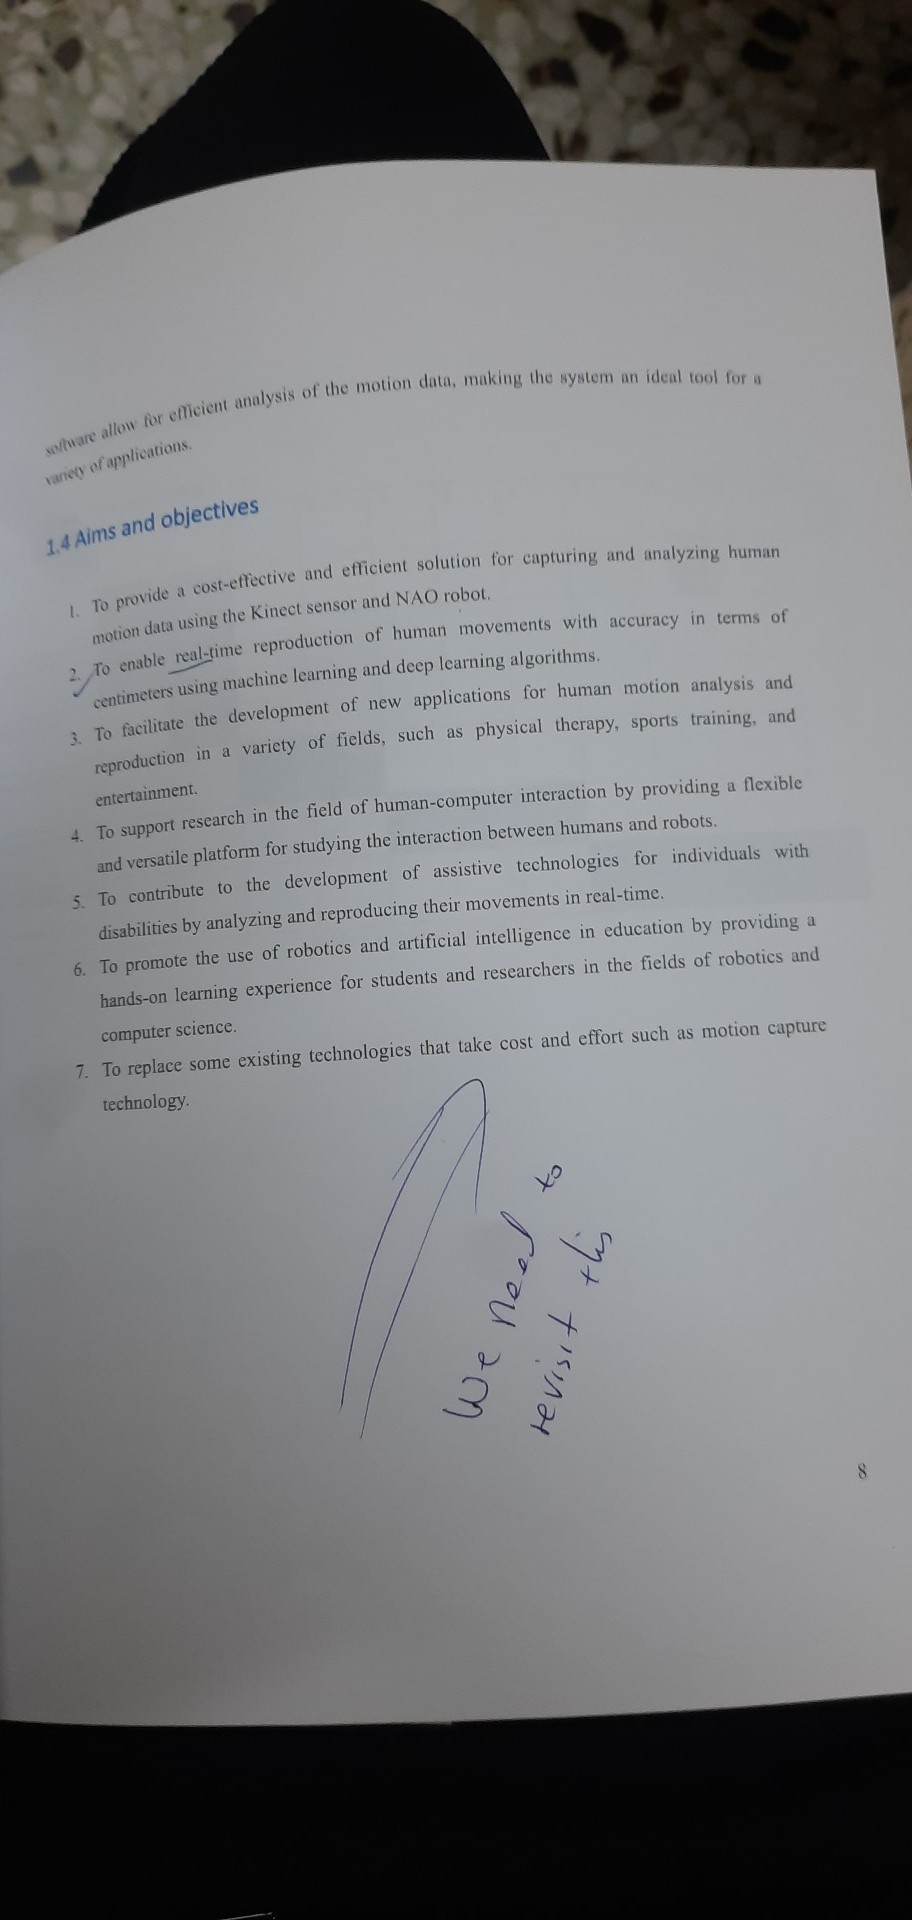 software allow for efficient analysis of the motion data, making the system an ideal tool for a
variety of applications.
1.4 Aims and objectives
1. To provide a cost-effective and efficient solution for capturing and analyzing human
motion data using the Kinect sensor and NAO robot.
2. To enable real-time reproduction of human movements with accuracy in terms of
centimeters using machine learning and deep learning algorithms.
3. To facilitate the development of new applications for human motion analysis and
reproduction in a variety of fields, such as physical therapy, sports training, and
entertainment.
4. To support research in the field of human-computer interaction by providing a flexible
and versatile platform for studying the interaction between humans and robots.
5. To contribute to the development of assistive technologies for individuals with
disabilities by analyzing and reproducing their movements in real-time.
6. To promote the use of robotics and artificial intelligence in education by providing a
hands-on learning experience for students and researchers in the fields of robotics and
computer science.
7. To replace some existing technologies that take cost and effort such as motion capture
technology.
We need to
revisit this
8